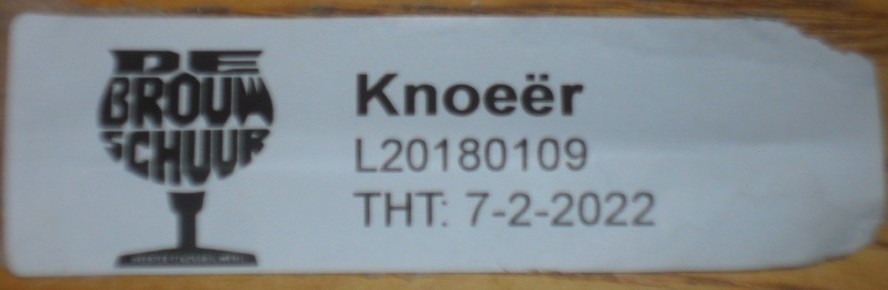 DE
BROUW
SCHUUR
Knoeër
L20180109
THT: 7-2-2022